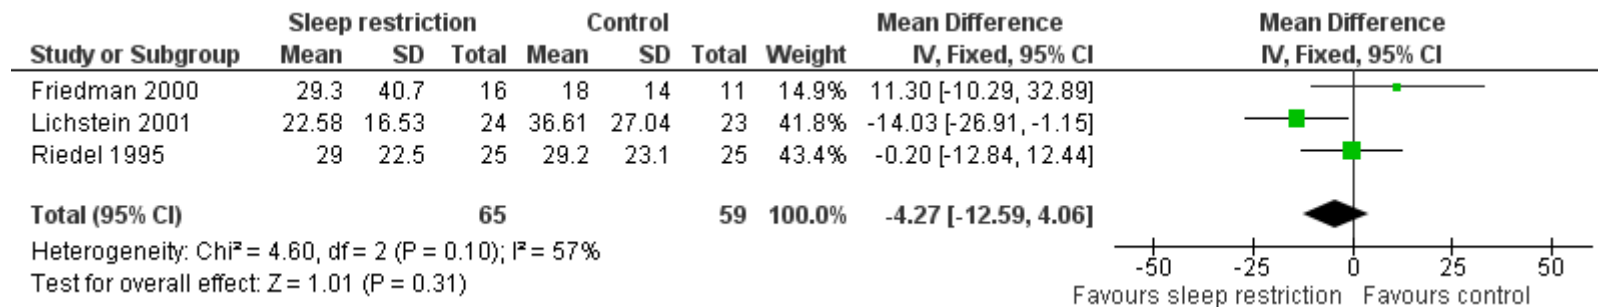 Sleep restriction Control Mean Difference Mean Difference
Study or Subgroup Mean SD Total Mean SD Total Weight IV, Fixed, 95% CI IV, Fixed, 95% CI
Friedman 2000 29.3 40.7 16 18 14 11 14.9% 11.30 [-10.29, 32.89]
Lichstein 2001 22.58 16.53 24 36.61 27.04 23 41.8% -14.03 [-26.91, -1.15]
Riedel 1995 29 22.5 25 29.2 23.1 25 43.4% -0.20 [-12.84, 12.44]
Total (95% CI) 65 59 100.0% -4.27 [-12.59, 4.06]
Heterogeneity: Chi² = 4.60, df = 2 (P = 0.10); I² = 57%
Test for overall effect: Z = 1.01 (P = 0.31)
-50 -25 0 25 50
Favours sleep restriction Favours control